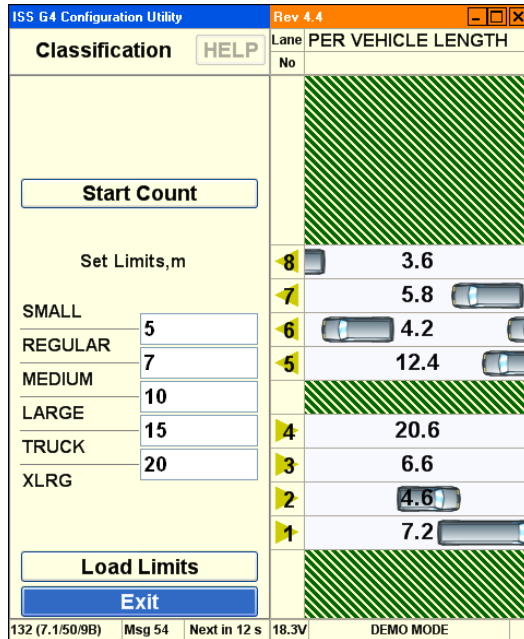 ISS G4 Configuration Utility
Rev 4.4
Classification
HELP
Lane
No
PER VEHICLE LENGTH
Start Count
Set Limits,m
SMALL
5
REGULAR
7
MEDIUM
10
LARGE
15
TRUCK
20
XLRG
8 3.6
7 5.8
6 4.2
5 12.4
4 20.6
3 6.6
2 4.6
1 7.2
Load Limits
Exit
132 (7.1/50/9B) Msg 54 Next in 12 s 18.3V DEMO MODE